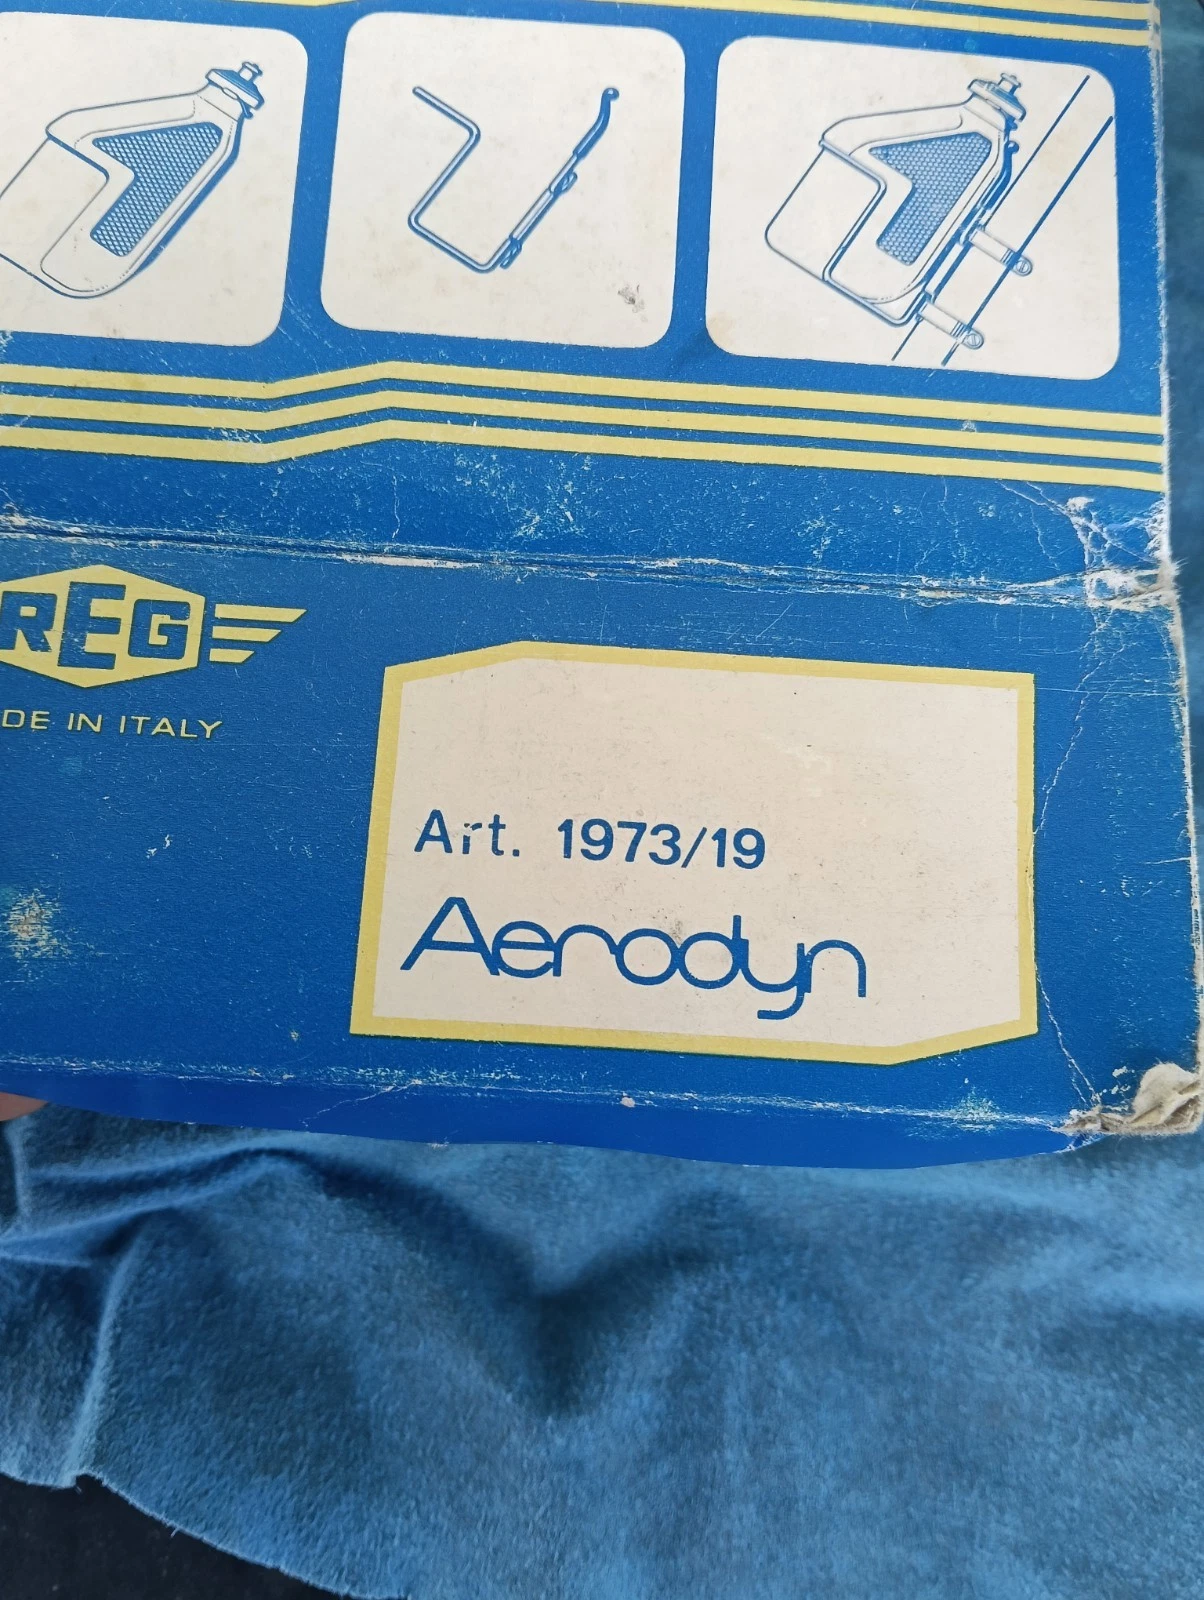 REG
DE IN ITALY
Art. 1973/19
Aerodyn